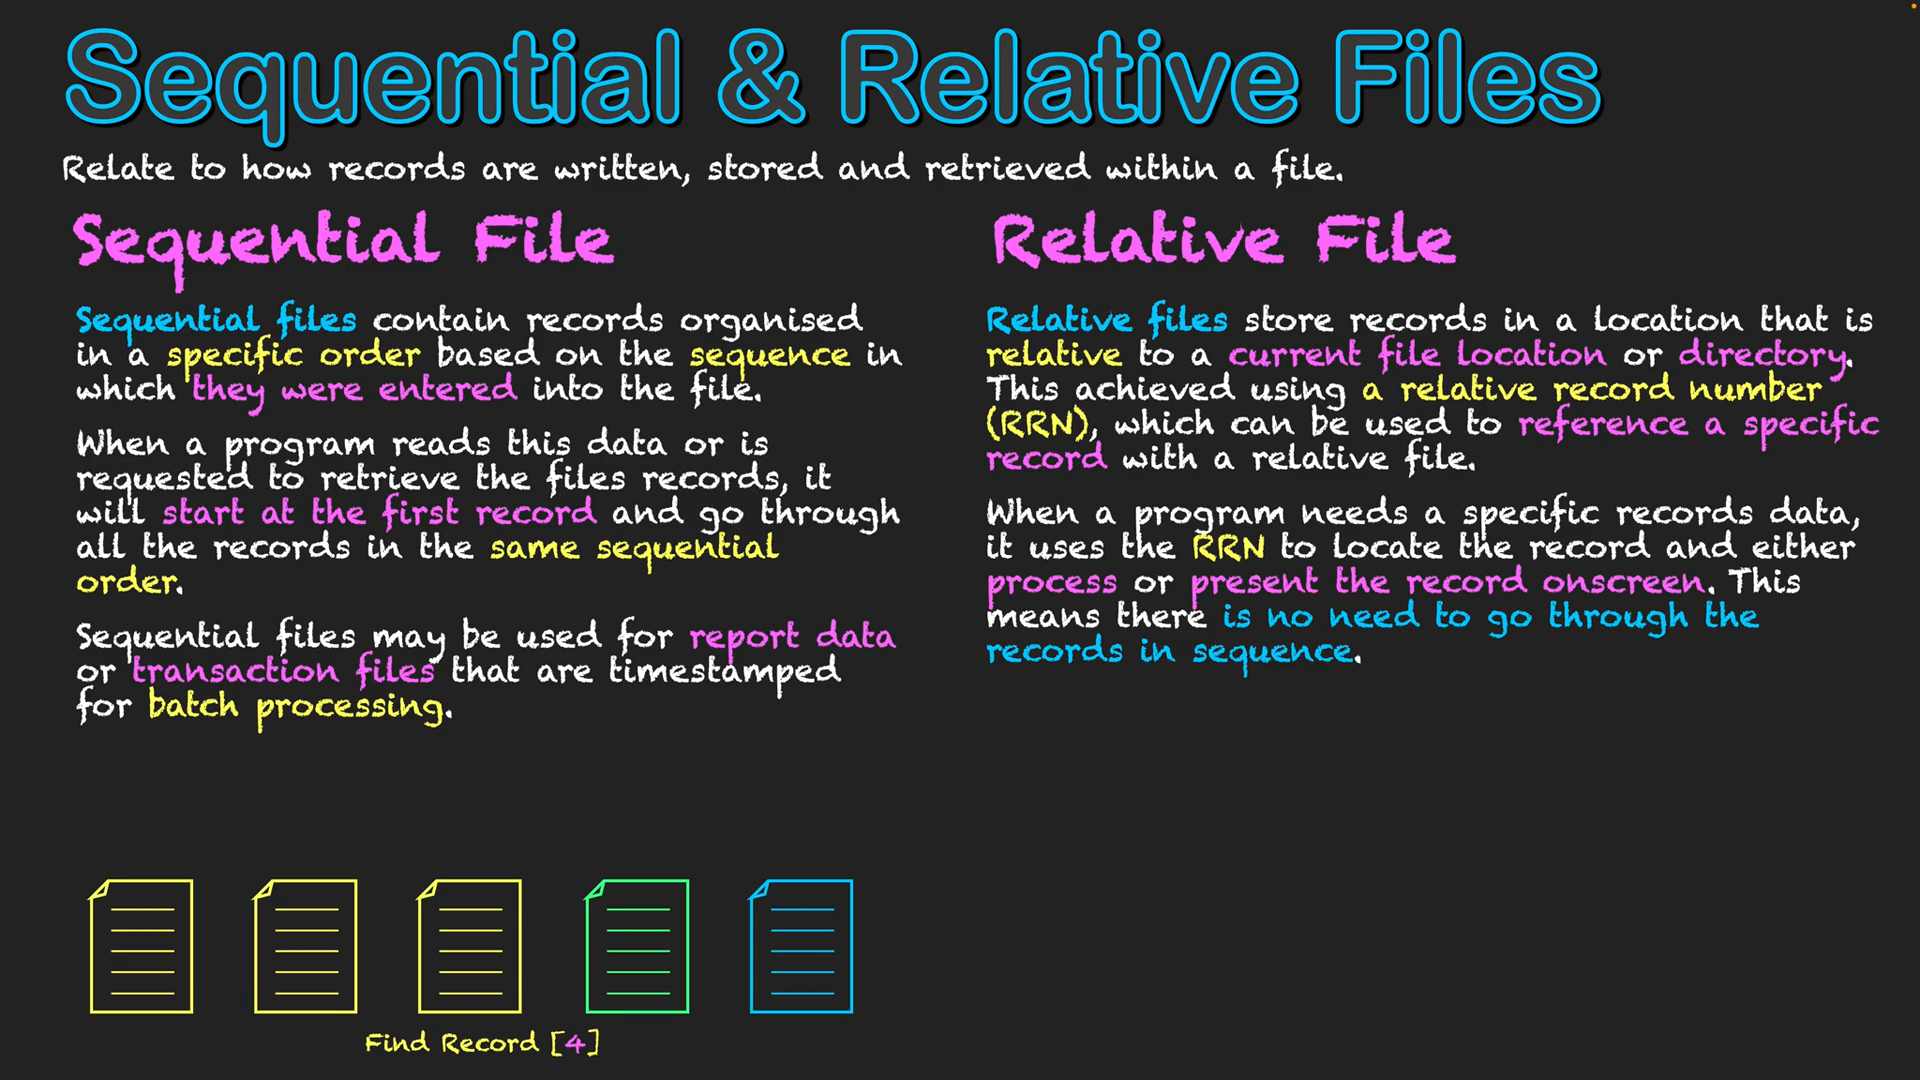 Sequential & Relative Files
Relate to how records are written, stored and retrieved within a file.
Sequential File
Sequential files contain records organised
in a specific order based on the sequence in
which they were entered into the file.
When a program reads this data or is
requested to retrieve the files records, it
will start at the first record and go through
all the records in the same sequential
order.
Sequential files may be used for report data
or transaction files that are timestamped
for batch processing.
Find Record [4]
Relative File
Relative files store records in a location that is
relative to a current file location or directory.
This achieved using a relative record number
(RRN), which can be used to reference a specific
record with a relative file.
When a program needs a specific records data,
it uses the RRN to locate the record and either
process or present the record onscreen. This
means there is no need to go through the
records in sequence.